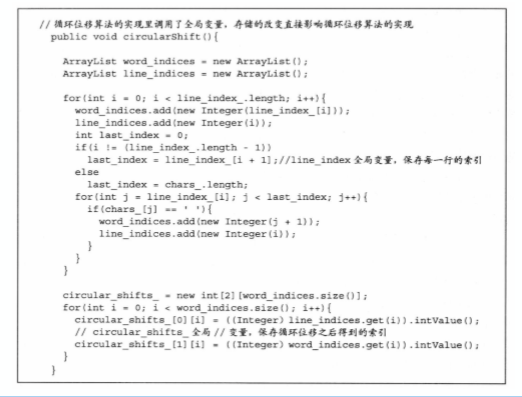 // 循环位移算法的实现里调用了全局变量，存储的改变直接影响循环位移算法的实现
public void circularShift(){
ArrayList word_indices = new ArrayList();
ArrayList line_indices = new ArrayList();
for(int i = 0; i < line_index_.length; i++){
word_indices.add(new Integer(line_index_[i]));
line_indices.add(new Integer(i));
int last_index = 0;
if(i != (line_index_.length - 1))
last_index = line_index_[i + 1];//line_index 全局变量，保存每一行的索引
else
last_index = chars_.length;
for(int j = line_index_[i]; j < last_index; j++){
if(chars_[j] == ' '){
word_indices.add(new Integer(j + 1));
line_indices.add(new Integer(i));
}
}
}
circular_shifts_ = new int[2][word_indices.size()];
for(int i = 0; i < word_indices.size(); i++){
circular_shifts_[0][i] = ((Integer) line_indices.get(i)).intValue();
// circular_shifts_ 全局 // 变量，保存循环位移之后得到的索引
circular_shifts_[1][i] = ((Integer) word_indices.get(i)).intValue();
}
}